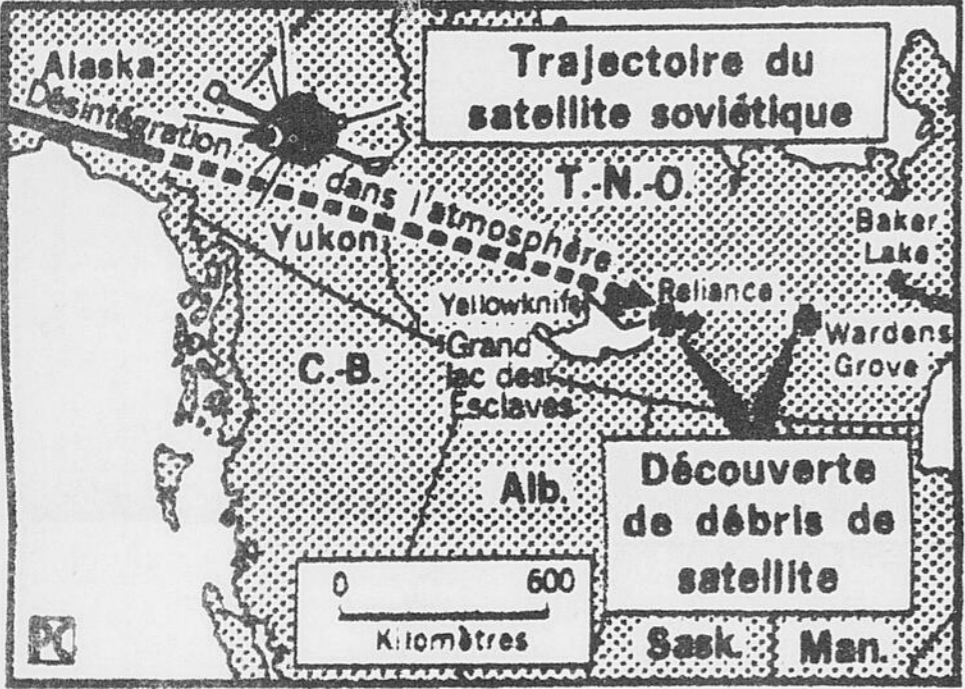 Trajectoire du
satellite soviétique
Alaska
Désintégration
dans l'atmosphère
T.-N.-O.
Baker
Lake
Yukon
Reliance
Yellowknife
Wardens
Grove
Grand
lac des
Esclaves
C.-B.
Alb.
Découverte
de débris de
satellite
0 600
Kilomètres
Sask.
Man.
PC